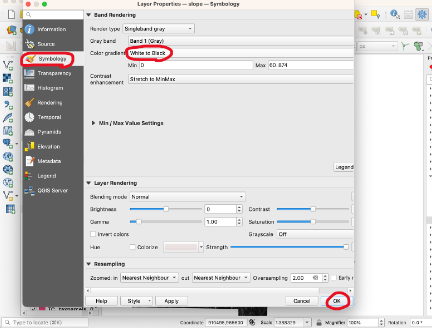 Layer Properties — slope — Symbology
Information
Source
Symbology
Transparency
Histogram
Rendering
Temporal
Pyramids
Elevation
Metadata
Legend
QGIS Server
Band Rendering
Render type Singleband gray
Gray band Band 1 (Gray)
Color gradient White to Black
Min 0 Max 60.874
Contrast enhancement Stretch to MinMax
Min / Max Value Settings
Legend
Layer Rendering
Blending mode Normal
Brightness 0 Contrast
Gamma 1.00 Saturation
Invert colors Grayscale Off
Hue Colorize Strength
Resampling
Zoomed: in Nearest Neighbour out Nearest Neighbour Oversampling 2.00 Early
Help Style Apply Cancel OK
Type to locate (⌘K) Coordinate Scale Magnifier 100% Rotation 0.0°